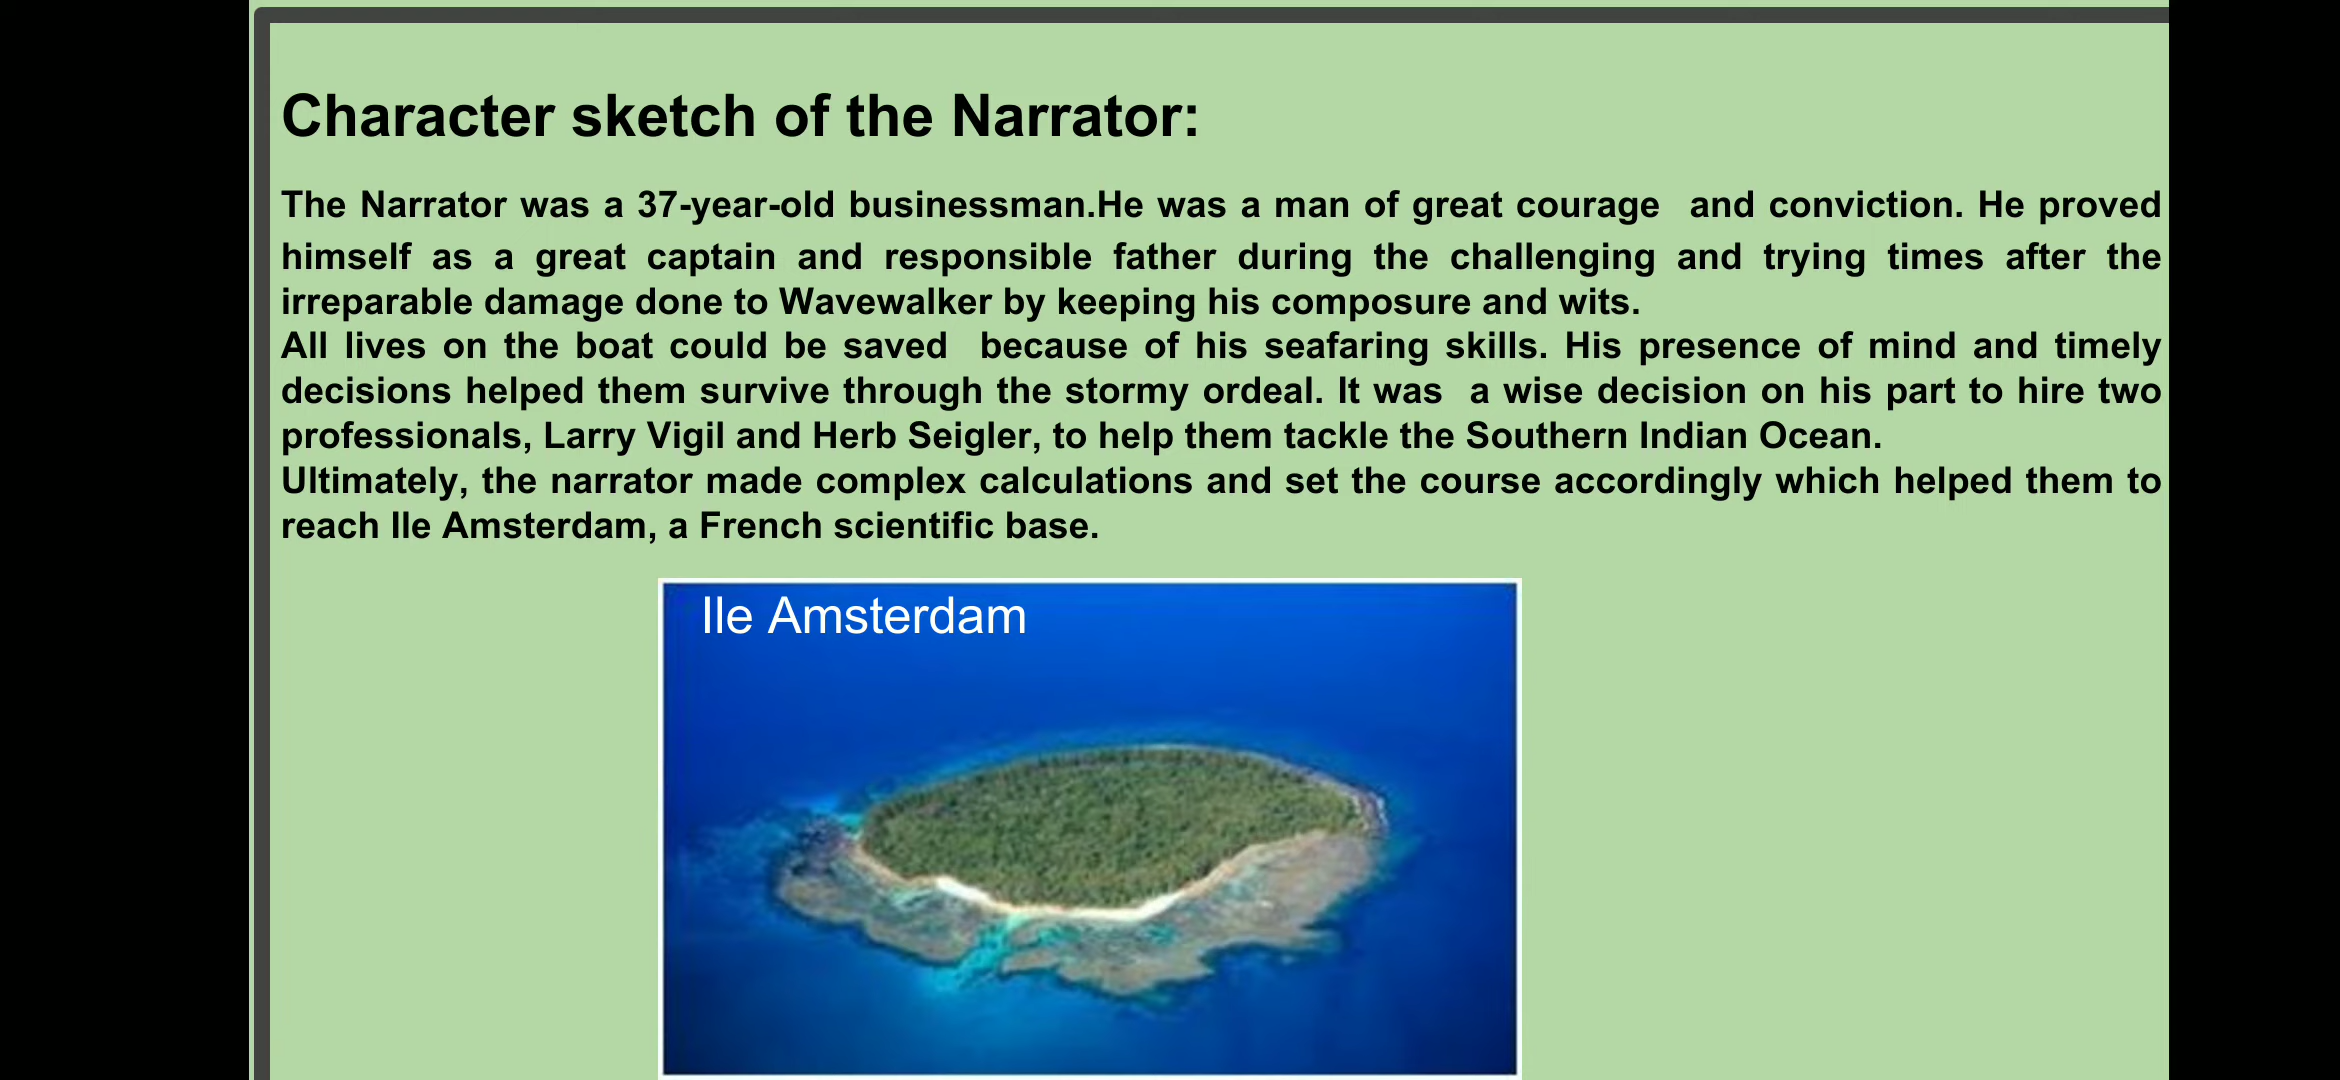 Character sketch of the Narrator:
The Narrator was a 37-year-old businessman.He was a man of great courage  and conviction. He proved
himself as a great captain and responsible father during the challenging and trying times after the
irreparable damage done to Wavewalker by keeping his composure and wits.
All lives on the boat could be saved  because of his seafaring skills. His presence of mind and timely
decisions helped them survive through the stormy ordeal. It was  a wise decision on his part to hire two
professionals, Larry Vigil and Herb Seigler, to help them tackle the Southern Indian Ocean.
Ultimately, the narrator made complex calculations and set the course accordingly which helped them to
reach Ile Amsterdam, a French scientific base.
Ile Amsterdam